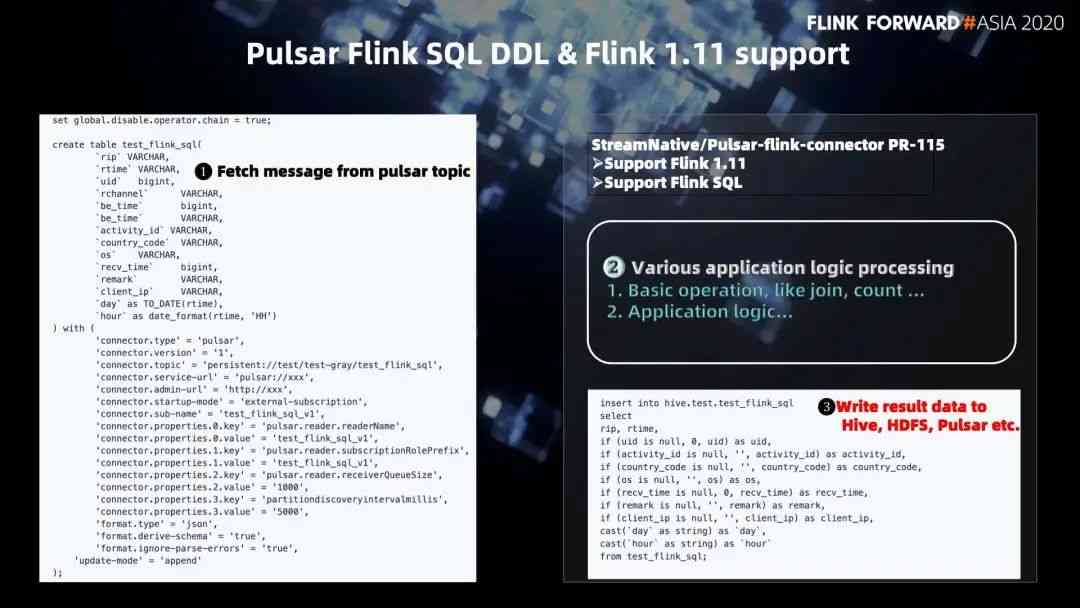 FLINK FORWARD#ASIA 2020
Pulsar Flink SQL DDL & Flink 1.11 support
set global.disable.operator.chain = true;
create table test_flink_sql(
`rip` VARCHAR,
`rtime` VARCHAR,
`uid` bigint,
`rchannel` VARCHAR,
`be_time` bigint,
`be_time` VARCHAR,
`activity_id` VARCHAR,
`country_code` VARCHAR,
`os` VARCHAR,
`recv_time` bigint,
`remark` VARCHAR,
`client_ip` VARCHAR,
`day` as TO_DATE(rtime),
`hour` as date_format(rtime, 'HH')
) with (
'connector.type' = 'pulsar',
'connector.version' = '1',
'connector.topic' = 'persistent://test/test-gray/test_flink_sql',
'connector.service-url' = 'pulsar://xxx',
'connector.admin-url' = 'http://xxx',
'connector.startup-mode' = 'external-subscription',
'connector.sub-name' = 'test_flink_sql_v1',
'connector.properties.0.key' = 'pulsar.reader.readerName',
'connector.properties.0.value' = 'test_flink_sql_v1',
'connector.properties.1.key' = 'pulsar.reader.subscriptionRolePrefix',
'connector.properties.1.value' = 'test_flink_sql_v1',
'connector.properties.2.key' = 'pulsar.reader.receiverQueueSize',
'connector.properties.2.value' = '1000',
'connector.properties.3.key' = 'partitiondiscoveryintervalmillis',
'connector.properties.3.value' = '5000',
'format.type' = 'json',
'format.derive-schema' = 'true',
'format.ignore-parse-errors' = 'true',
'update-mode' = 'append'
);
❶ Fetch message from pulsar topic
StreamNative/Pulsar-flink-connector PR-115
➢Support Flink 1.11
➢Support Flink SQL
❷ Various application logic processing
1. Basic operation, like join, count ...
2. Application logic...
❸Write result data to
Hive, HDFS, Pulsar etc.
insert into hive.test.test_flink_sql
select
rip, rtime,
if (uid is null, 0, uid) as uid,
if (activity_id is null, '', activity_id) as activity_id,
if (country_code is null, '', country_code) as country_code,
if (os is null, '', os) as os,
if (recv_time is null, 0, recv_time) as recv_time,
if (remark is null, '', remark) as remark,
if (client_ip is null, '', client_ip) as client_ip,
cast(`day` as string) as `day`,
cast(`hour` as string) as `hour`
from test_flink_sql;